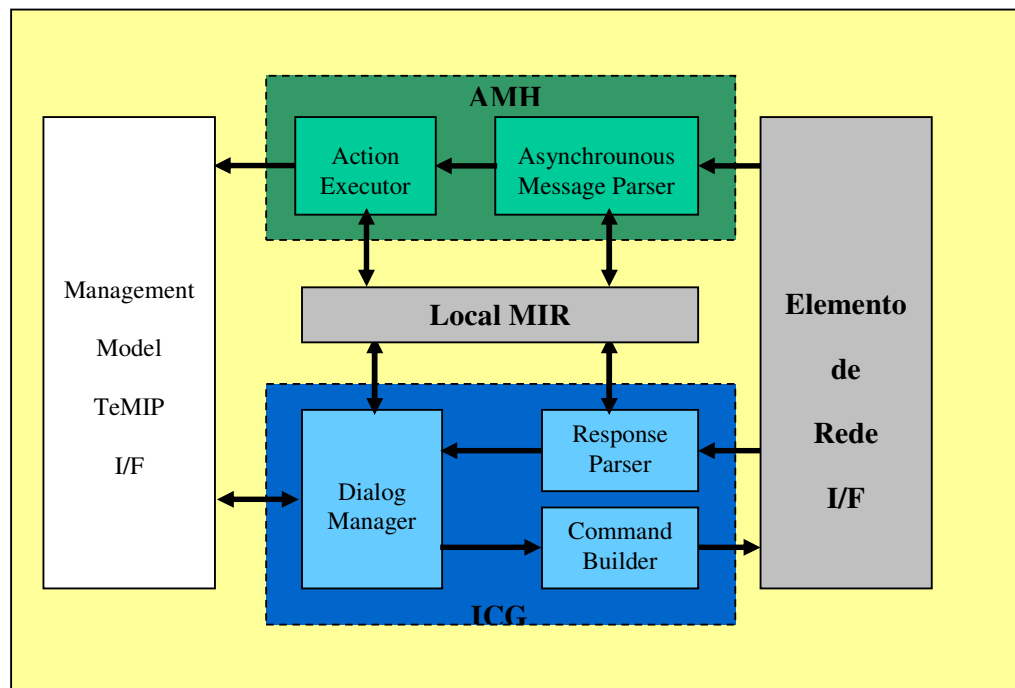 AMH
Action
Executor
Asynchrounous
Message Parser
Management
Model
TeMIP
I/F
Local MIR
Elemento
de
Rede
I/F
Dialog
Manager
Response
Parser
Command
Builder
ICG